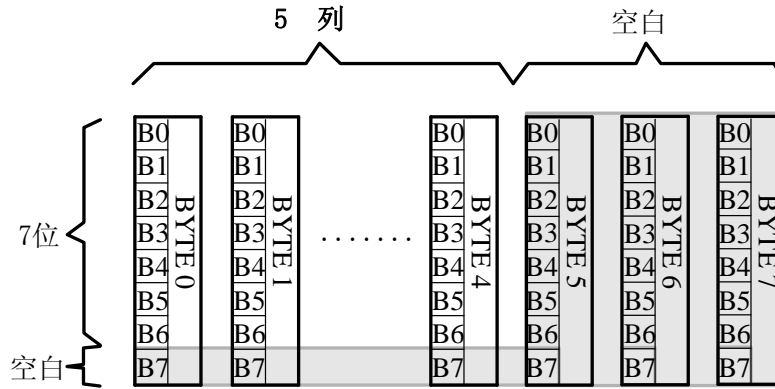 5 列 空白
B0 B0 B0 B0 B0 B0
B1 B1 B1 B1 B1 B1
B2 B2 B2 B2 B2 B2
B3 B3 B3 B3 B3 B3
7位
.......
B4 B4 B4 B4 B4 B4
B5 B5 B5 B5 B5 B5
B6 B6 B6 B6 B6 B6
空白 B7 B7 B7 B7 B7 B7
BYTE 0
BYTE 1
BYTE 4
BYTE 5
BYTE 6
BYTE 7